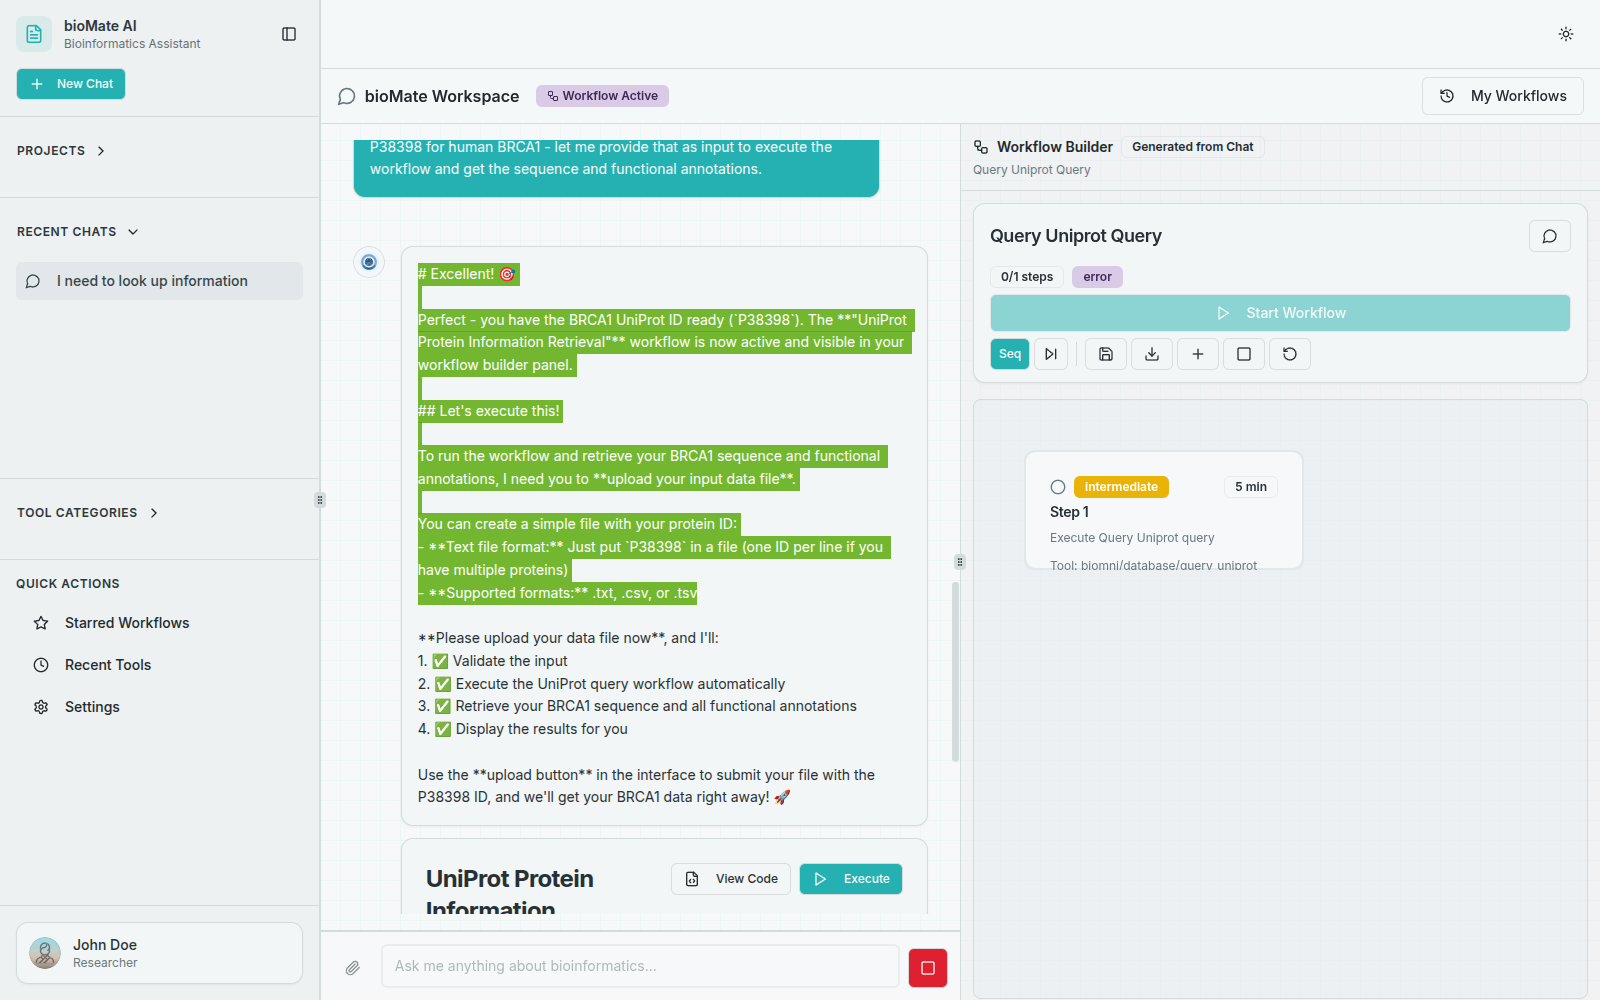 bioMate AI
Bioinformatics Assistant
New Chat
PROJECTS
RECENT CHATS
I need to look up information
TOOL CATEGORIES
QUICK ACTIONS
Starred Workflows
Recent Tools
Settings
John Doe
Researcher
bioMate Workspace
Workflow Active
My Workflows
P38398 for human BRCA1 - let me provide that as input to execute the
workflow and get the sequence and functional annotations.
# Excellent! 🎯
Perfect - you have the BRCA1 UniProt ID ready (`P38398`). The **"UniProt
Protein Information Retrieval"** workflow is now active and visible in your
workflow builder panel.
## Let's execute this!
To run the workflow and retrieve your BRCA1 sequence and functional
annotations, I need you to **upload your input data file**.
You can create a simple file with your protein ID:
- **Text file format:** Just put `P38398` in a file (one ID per line if you
have multiple proteins)
- **Supported formats:** .txt, .csv, or .tsv
**Please upload your data file now**, and I'll:
1. ✅ Validate the input
2. ✅ Execute the UniProt query workflow automatically
3. ✅ Retrieve your BRCA1 sequence and all functional annotations
4. ✅ Display the results for you
Use the **upload button** in the interface to submit your file with the
P38398 ID, and we'll get your BRCA1 data right away! 🚀
UniProt Protein
Information
View Code
Execute
Ask me anything about bioinformatics...
Workflow Builder
Generated from Chat
Query Uniprot Query
Query Uniprot Query
0/1 steps
error
Start Workflow
Seq
Intermediate
5 min
Step 1
Execute Query Uniprot query
Tool: biomni/database/query_uniprot